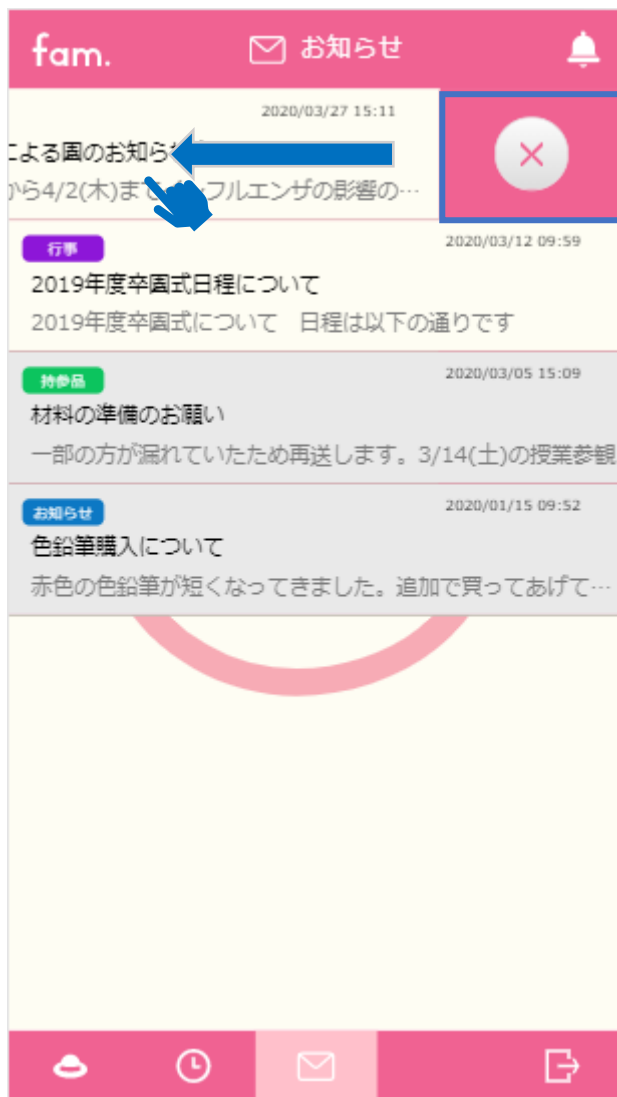 fam.
お知らせ
2020/03/27 15:11
よる園のお知ら
から4/2(木)まで
フルエンザの影響の…
行事
2020/03/12 09:59
2019年度卒園式日程について
2019年度卒園式について　日程は以下の通りです
持参品
2020/03/05 15:09
材料の準備のお願い
一部の方が漏れていたため再送します。3/14(土)の授業参観
お知らせ
2020/01/15 09:52
色鉛筆購入について
赤色の色鉛筆が短くなってきました。追加で買ってあげて…